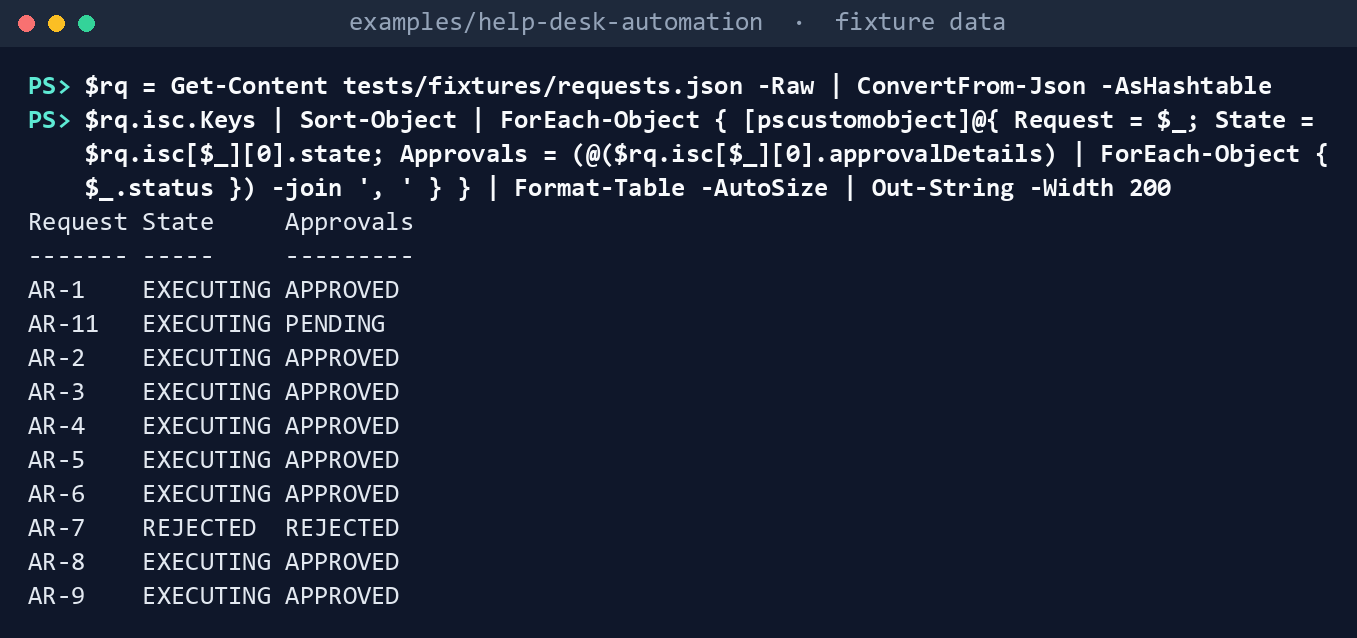 examples/help-desk-automation · fixture data
PS> $rq = Get-Content tests/fixtures/requests.json -Raw | ConvertFrom-Json -AsHashtable
PS> $rq.isc.Keys | Sort-Object | ForEach-Object { [pscustomobject]@{ Request = $_; State =
$rq.isc[$_][0].state; Approvals = (@($rq.isc[$_][0].approvalDetails) | ForEach-Object {
$_.status }) -join ', ' } } | Format-Table -AutoSize | Out-String -Width 200
Request State     Approvals
------- -----     ---------
AR-1    EXECUTING APPROVED
AR-11   EXECUTING PENDING
AR-2    EXECUTING APPROVED
AR-3    EXECUTING APPROVED
AR-4    EXECUTING APPROVED
AR-5    EXECUTING APPROVED
AR-6    EXECUTING APPROVED
AR-7    REJECTED  REJECTED
AR-8    EXECUTING APPROVED
AR-9    EXECUTING APPROVED